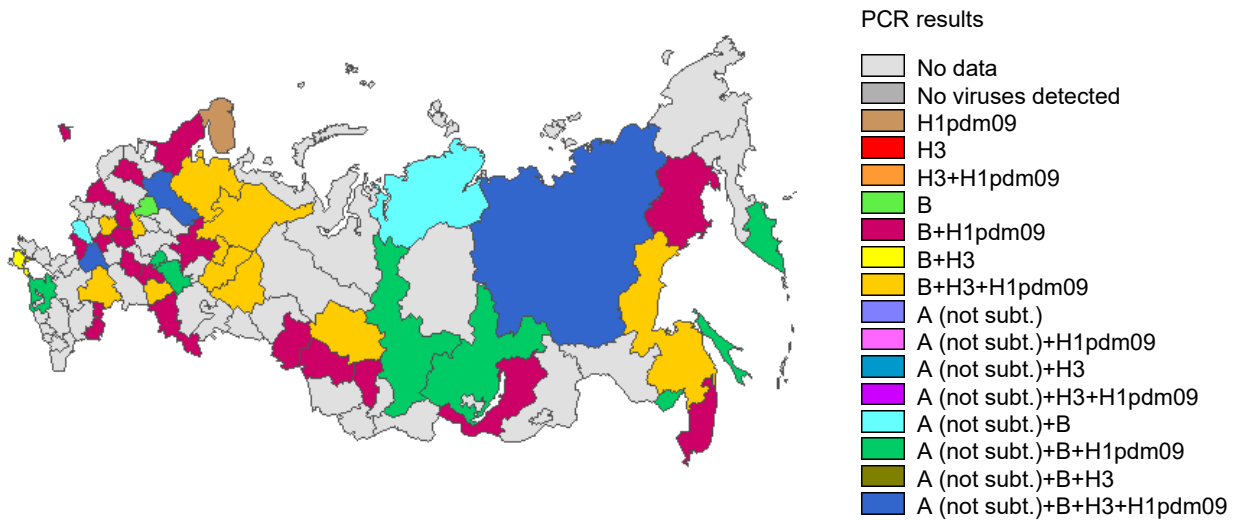 PCR results
No data
No viruses detected
H1pdm09
H3
H3+H1pdm09
B
B+H1pdm09
B+H3
B+H3+H1pdm09
A (not subt.)
A (not subt.)+H1pdm09
A (not subt.)+H3
A (not subt.)+H3+H1pdm09
A (not subt.)+B
A (not subt.)+B+H1pdm09
A (not subt.)+B+H3
A (not subt.)+B+H3+H1pdm09